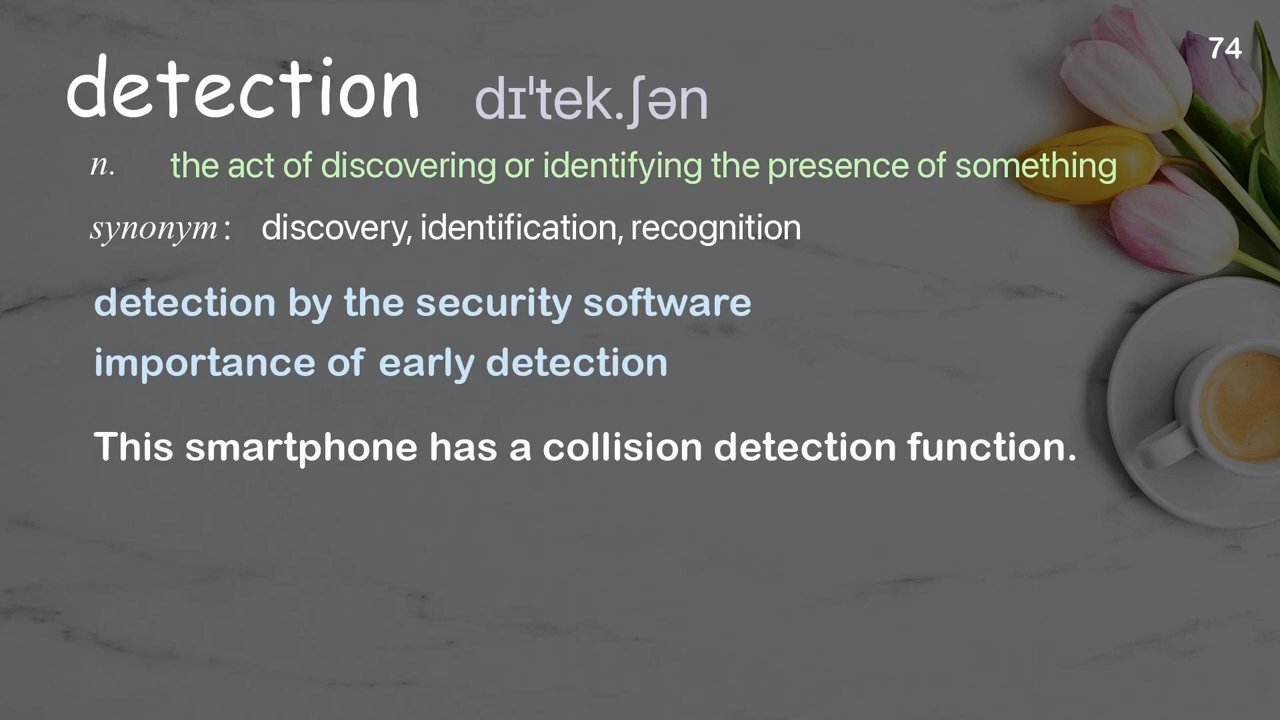 74
detection dɪˈtek.ʃən
n. the act of discovering or identifying the presence of something
synonym: discovery, identification, recognition
detection by the security software
importance of early detection
This smartphone has a collision detection function.